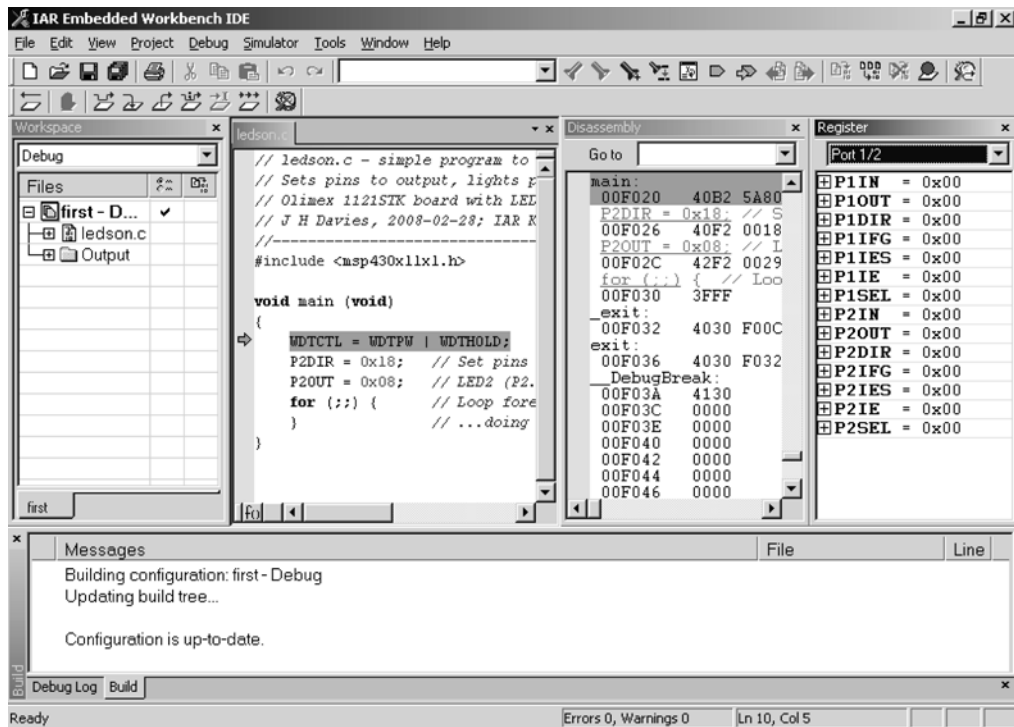 IAR Embedded Workbench IDE
File Edit View Project Debug Simulator Tools Window Help
Workspace
Debug
Files
first - D...
ledson.c
Output
first
ledson.c
// ledson.c - simple program to
// Sets pins to output, lights p
// Olimex 1121STK board with LED
// J H Davies, 2008-02-28; IAR K
//--------------------------------
#include <msp430x11x1.h>
void main (void)
{
WDTCTL = WDTPW | WDTHOLD;
P2DIR = 0x18; // Set pins
P2OUT = 0x08; // LED2 (P2.
for (;;) { // Loop fore
} // ...doing
}
Disassembly
Go to
main:
00F020 40B2 5A80
P2DIR = 0x18; // S
00F026 40F2 0018
P2OUT = 0x08; // L
00F02C 42F2 0029
for (;;) { // Loo
00F030 3FFF
_exit:
00F032 4030 F00C
exit:
00F036 4030 F032
__DebugBreak:
00F03A 4130
00F03C 0000
00F03E 0000
00F040 0000
00F042 0000
00F044 0000
00F046 0000
Register
Port 1/2
P1IN = 0x00
P1OUT = 0x00
P1DIR = 0x00
P1IFG = 0x00
P1IES = 0x00
P1IE = 0x00
P1SEL = 0x00
P2IN = 0x00
P2OUT = 0x00
P2DIR = 0x00
P2IFG = 0x00
P2IES = 0x00
P2IE = 0x00
P2SEL = 0x00
Messages File Line
Building configuration: first - Debug
Updating build tree...
Configuration is up-to-date.
Build
Debug Log Build
Ready Errors 0, Warnings 0 Ln 10, Col 5